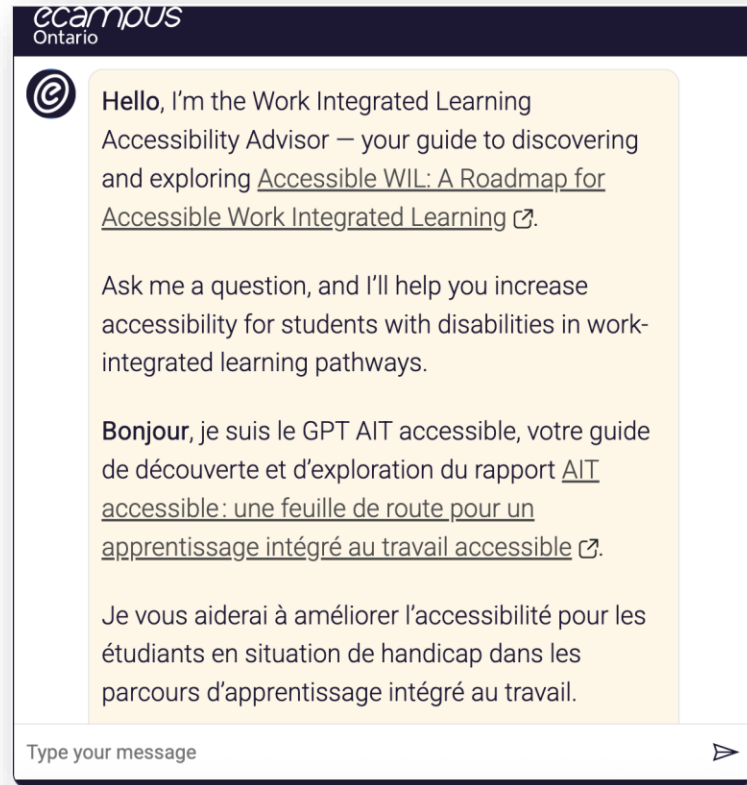 ecampus
Ontario
Hello, I’m the Work Integrated Learning
Accessibility Advisor — your guide to discovering
and exploring Accessible WIL: A Roadmap for
Accessible Work Integrated Learning.
Ask me a question, and I’ll help you increase
accessibility for students with disabilities in work-
integrated learning pathways.
Bonjour, je suis le GPT AIT accessible, votre guide
de découverte et d’exploration du rapport AIT
accessible : une feuille de route pour un
apprentissage intégré au travail accessible.
Je vous aiderai à améliorer l’accessibilité pour les
étudiants en situation de handicap dans les
parcours d’apprentissage intégré au travail.
Type your message